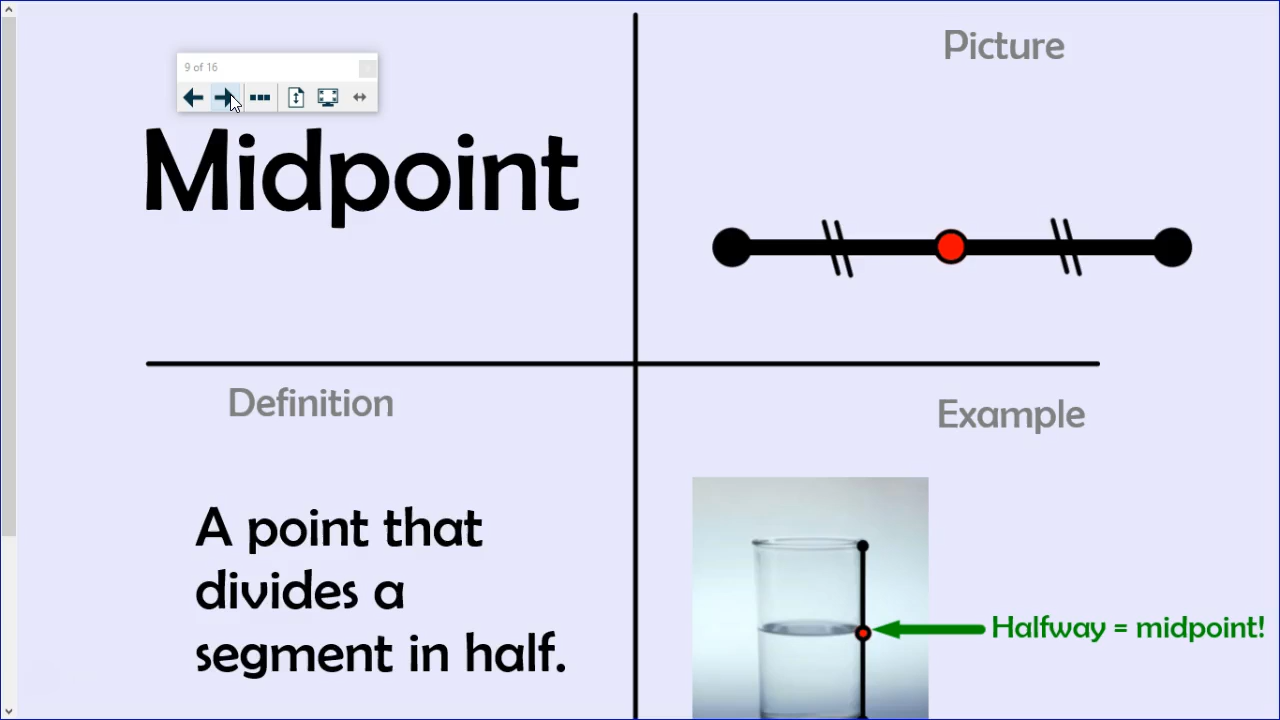 9 of 16
Midpoint
Picture
Definition
A point that
divides a
segment in half.
Example
Halfway = midpoint!